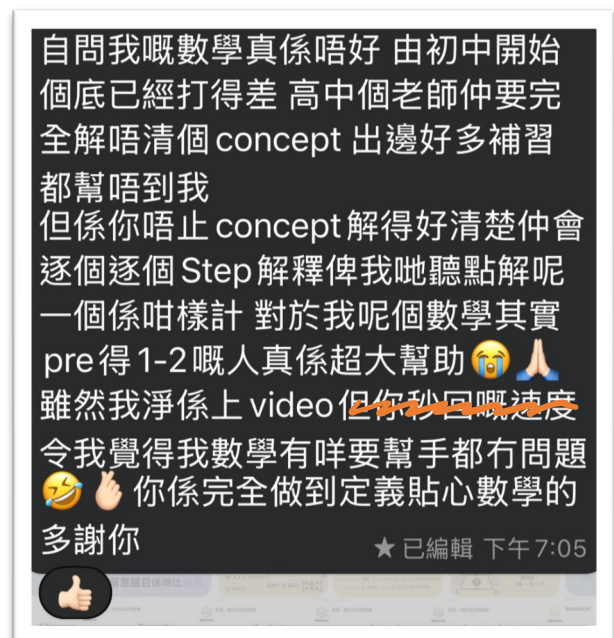 自問我嘅數學真係唔好 由初中開始
個底已經打得差 高中個老師仲要完
全解唔清個 concept 出邊好多補習
都幫唔到我
但係你唔止 concept 解得好清楚仲會
逐個逐個 Step 解釋俾我哋聽點解呢
一個係咁樣計 對於我呢個數學其實
pre 得 1-2 嘅人真係超大幫助😭🙏🏻
雖然我淨係上 video 但你秒回嘅速度
令我覺得我數學有咩要幫手都冇問題
🤣🫰🏻 你係完全做到定義貼心數學的
多謝你
★ 已編輯 下午 7:05
👍🏻